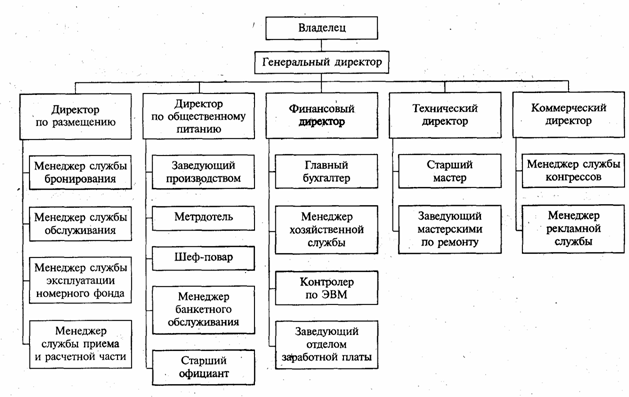 Владелец
Генеральный директор
Директор
по размещению
Директор
по общественному
питанию
Финансовый
директор
Технический
директор
Коммерческий
директор
Менеджер службы
бронирования
Менеджер службы
обслуживания
Менеджер службы
эксплуатации
номерного фонда
Менеджер
службы приема
и расчетной части
Заведующий
производством
Метрдотель
Шеф-повар
Менеджер
банкетного
обслуживания
Старший
официант
Главный
бухгалтер
Менеджер
хозяйственной
службы
Контролер
по ЭВМ
Заведующий
отделом
заработной платы
Старший
мастер
Заведующий
мастерскими
по ремонту
Менеджер службы
конгрессов
Менеджер
рекламной
службы